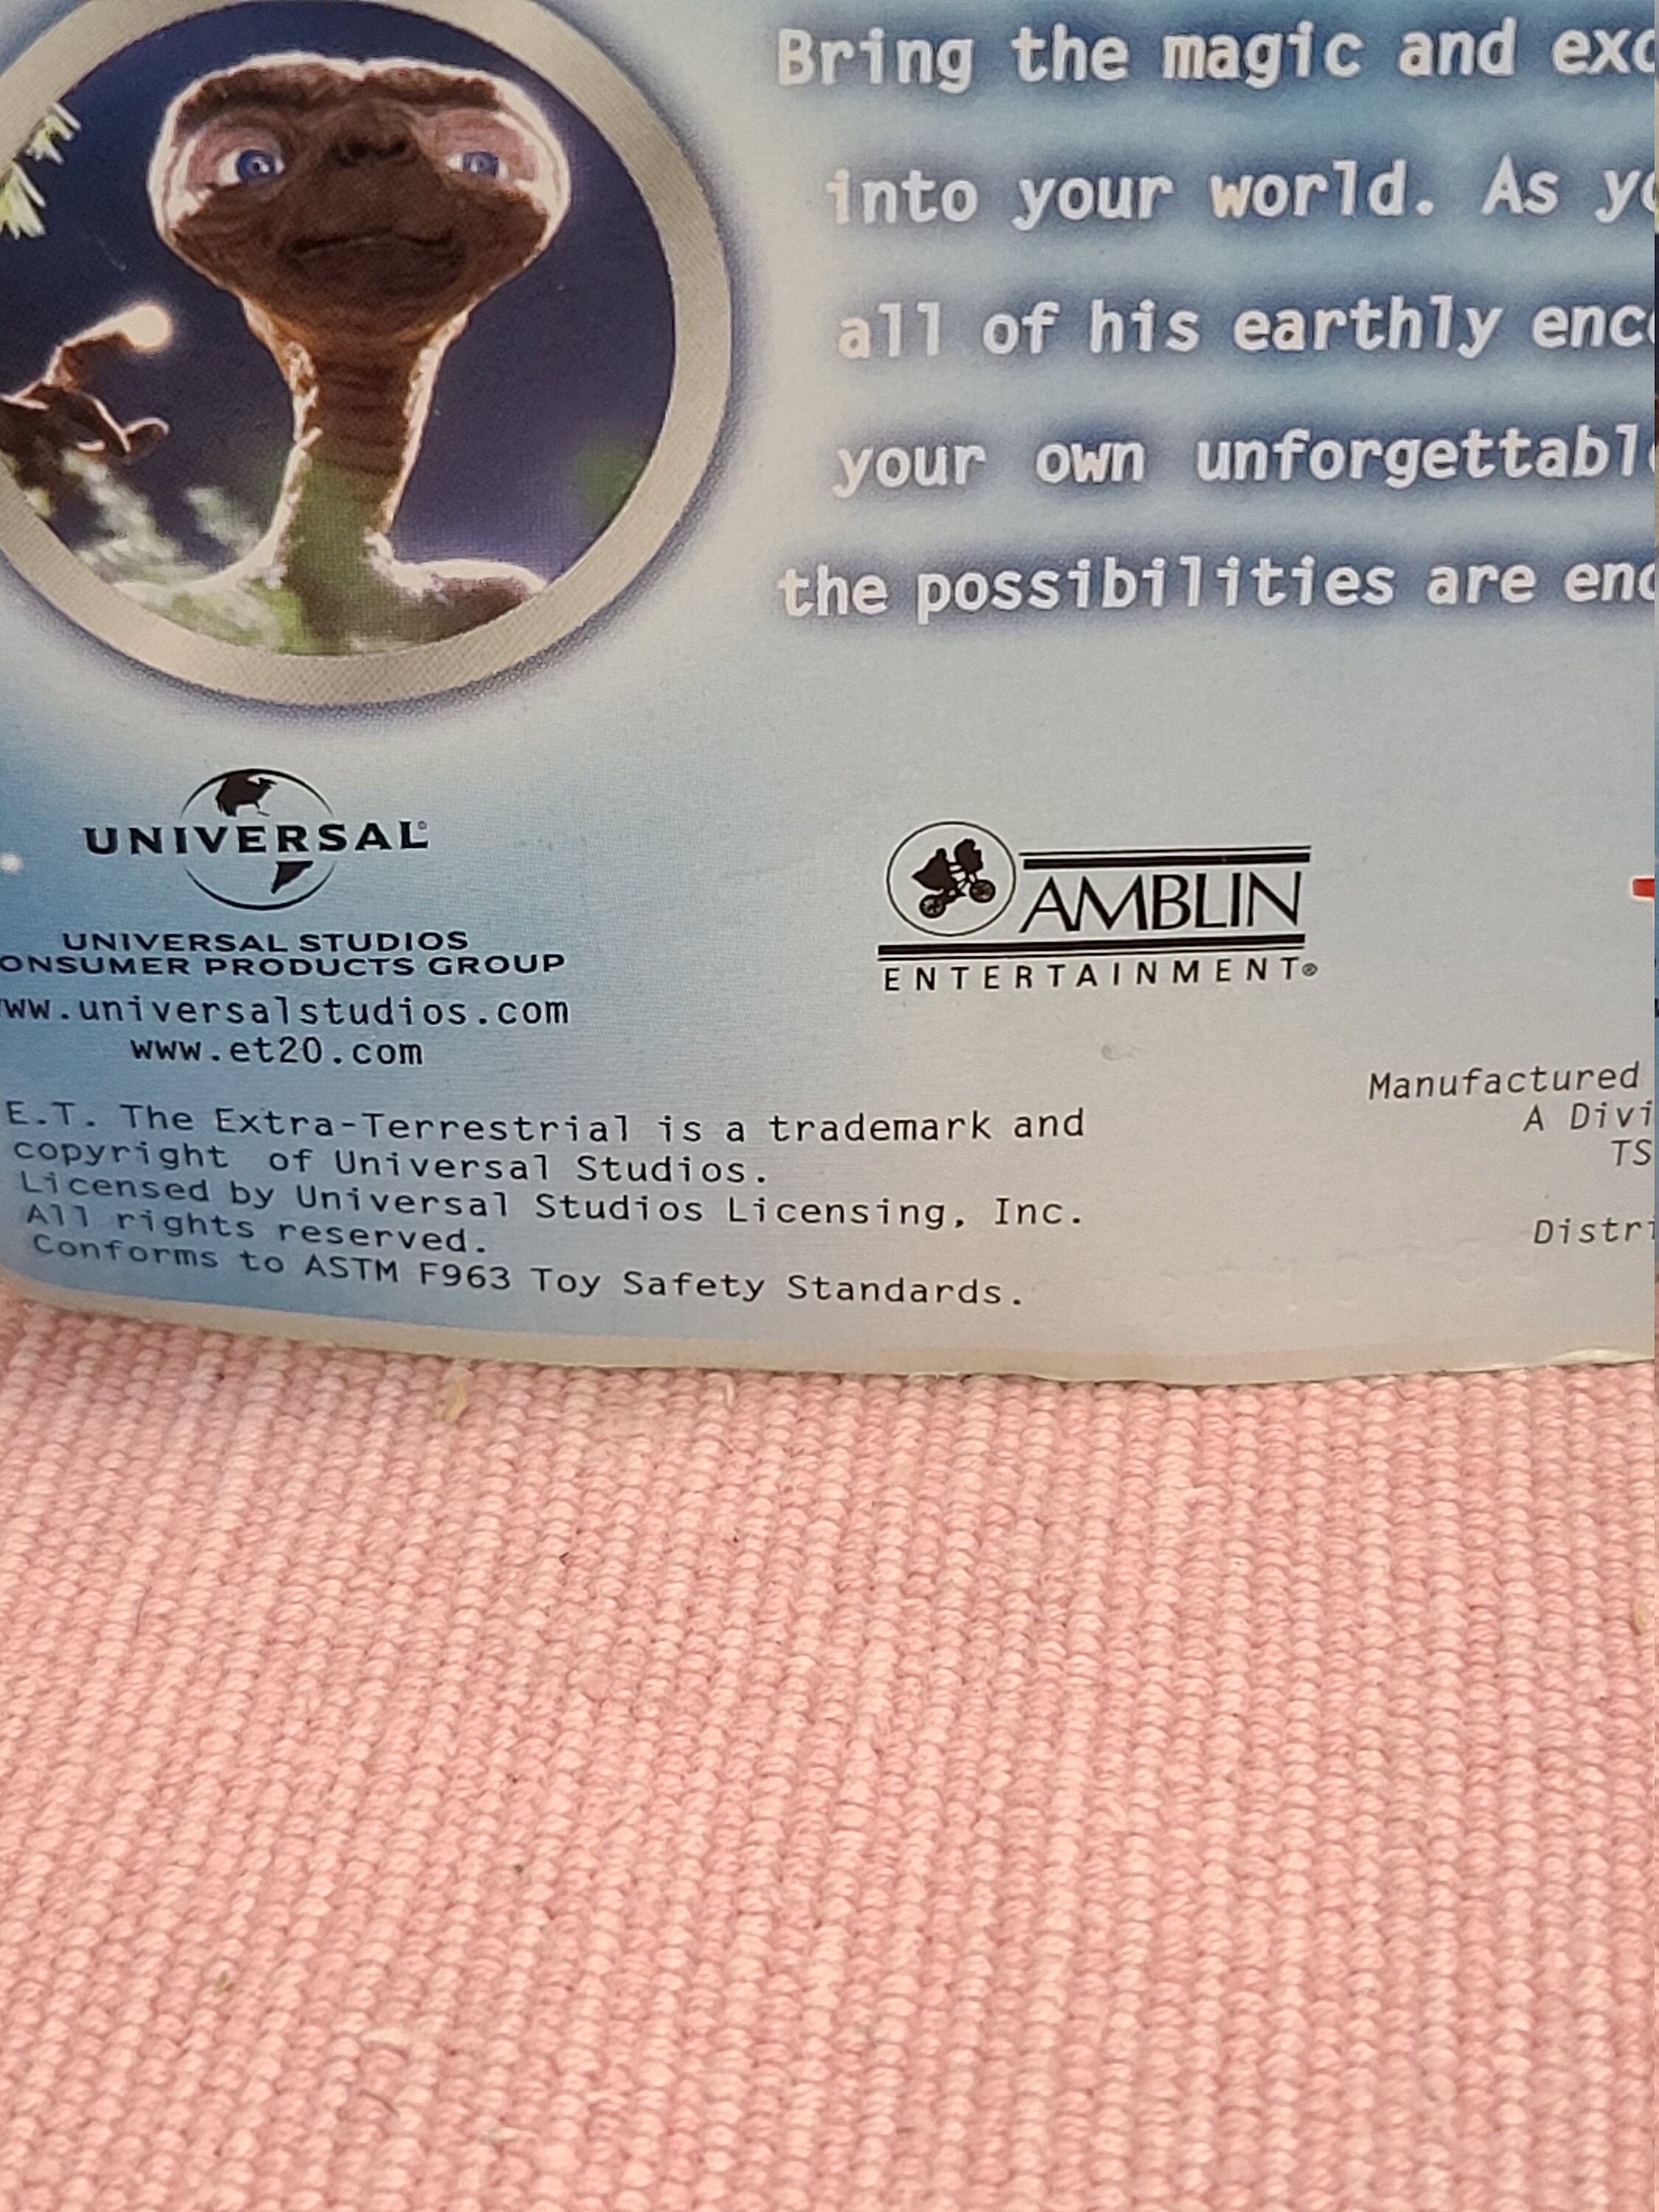 Bring the magic and exc
into your world. As yo
all of his earthly enco
your own unforgettable
the possibilities are end
UNIVERSAL®
UNIVERSAL STUDIOS
ONSUMER PRODUCTS GROUP
ww.universalstudios.com
www.et20.com
AMBLIN
ENTERTAINMENT®
E.T. The Extra-Terrestrial is a trademark and
copyright of Universal Studios.
Licensed by Universal Studios Licensing, Inc.
All rights reserved.
Conforms to ASTM F963 Toy Safety Standards.
Manufactured
A Divi
TS
Distri